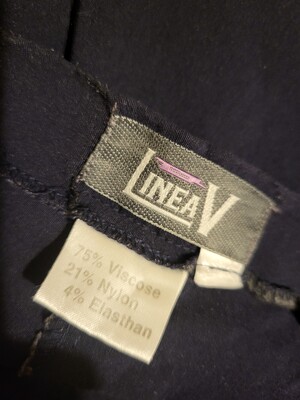 LINEA V
75% Viscose
21% Nylon
4% Elasthan